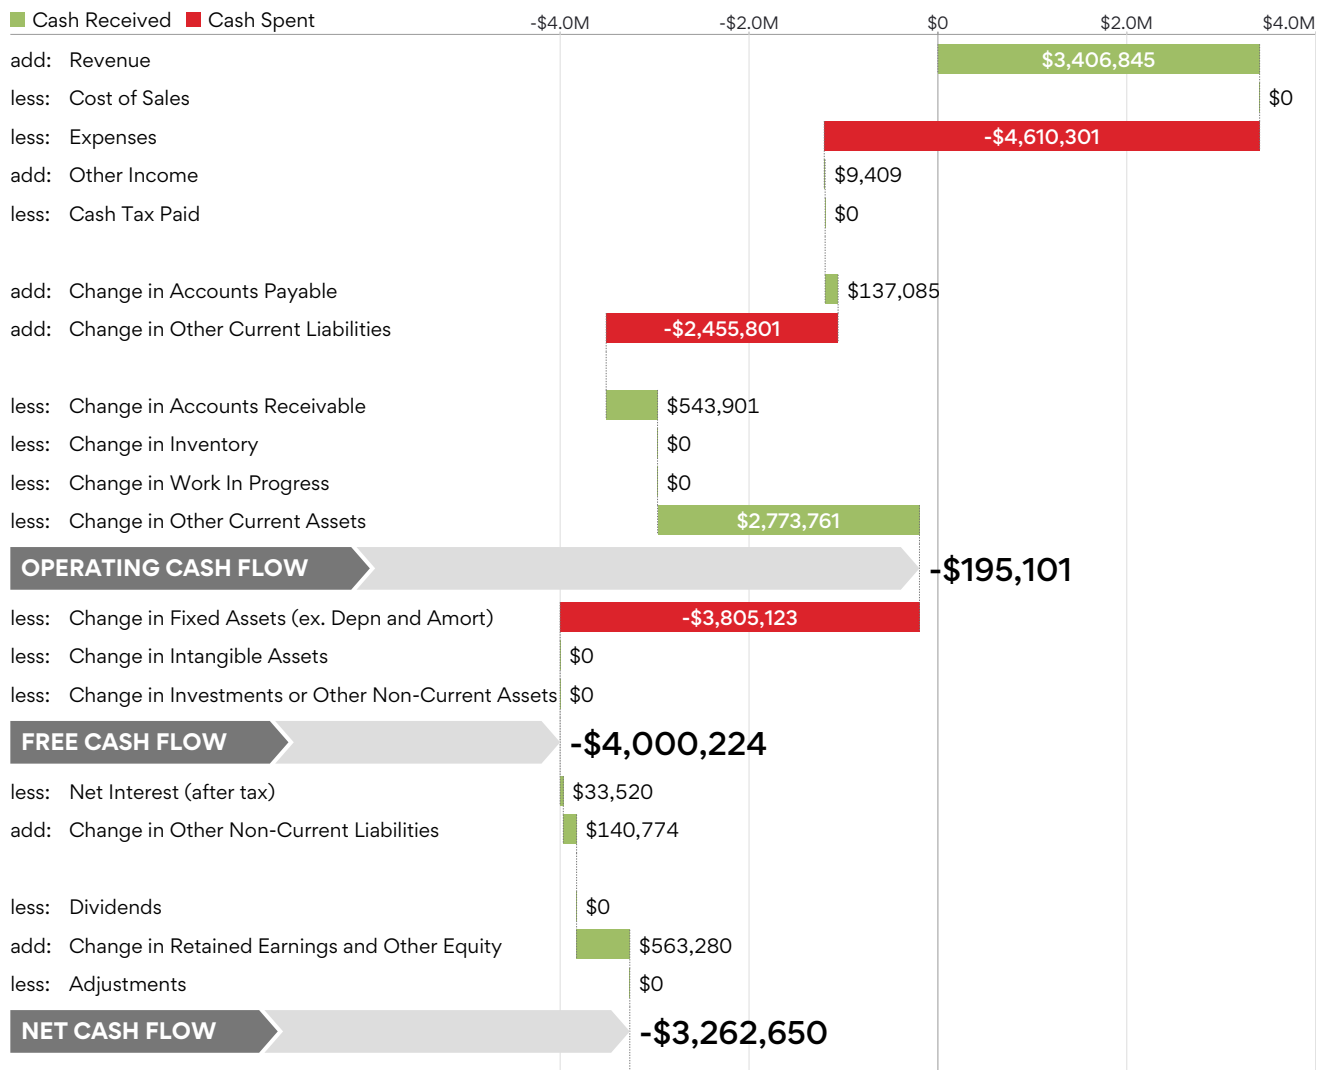 Cash Received Cash Spent -$4.0M -$2.0M $0 $2.0M $4.0M
add: Revenue $3,406,845
less: Cost of Sales $0
less: Expenses -$4,610,301
add: Other Income $9,409
less: Cash Tax Paid $0
add: Change in Accounts Payable $137,085
add: Change in Other Current Liabilities -$2,455,801
less: Change in Accounts Receivable $543,901
less: Change in Inventory $0
less: Change in Work In Progress $0
less: Change in Other Current Assets $2,773,761
OPERATING CASH FLOW -$195,101
less: Change in Fixed Assets (ex. Depn and Amort) -$3,805,123
less: Change in Intangible Assets $0
less: Change in Investments or Other Non-Current Assets $0
FREE CASH FLOW -$4,000,224
less: Net Interest (after tax) $33,520
add: Change in Other Non-Current Liabilities $140,774
less: Dividends $0
add: Change in Retained Earnings and Other Equity $563,280
less: Adjustments $0
NET CASH FLOW -$3,262,650